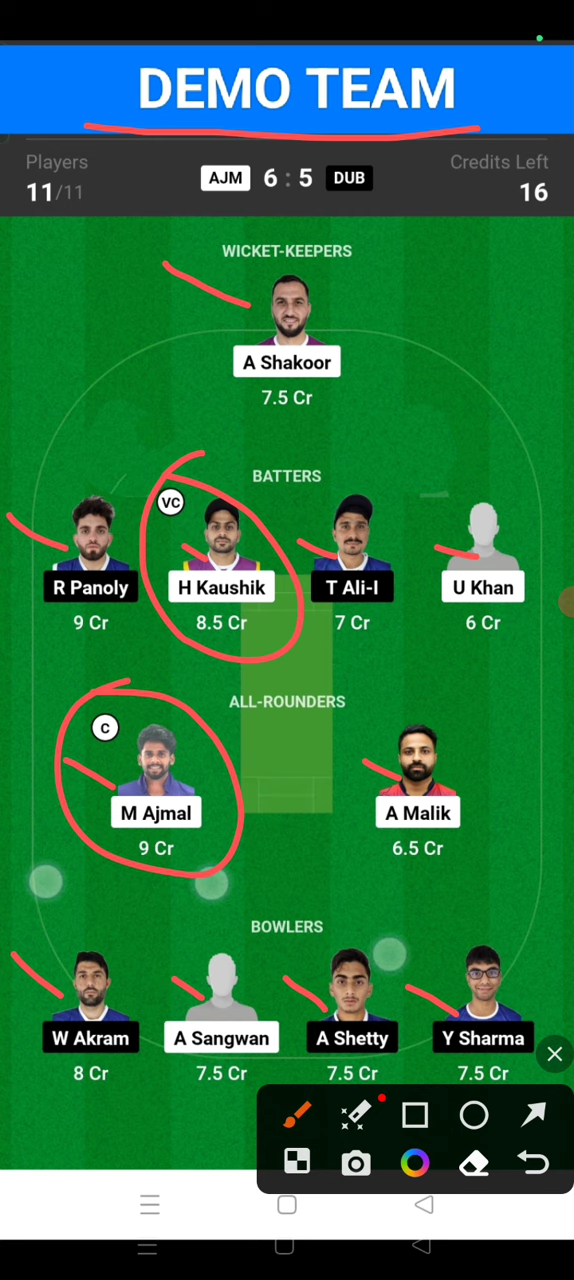 DEMO TEAM
Players
Credits Left
11/11
AJM 6 : 5 DUB
16
WICKET-KEEPERS
A Shakoor
7.5 Cr
BATTERS
VC
R Panoly H Kaushik T Ali-I U Khan
9 Cr 8.5 Cr 7 Cr 6 Cr
ALL-ROUNDERS
C
M Ajmal A Malik
9 Cr 6.5 Cr
BOWLERS
W Akram A Sangwan A Shetty Y Sharma
8 Cr 7.5 Cr 7.5 Cr 7.5 Cr